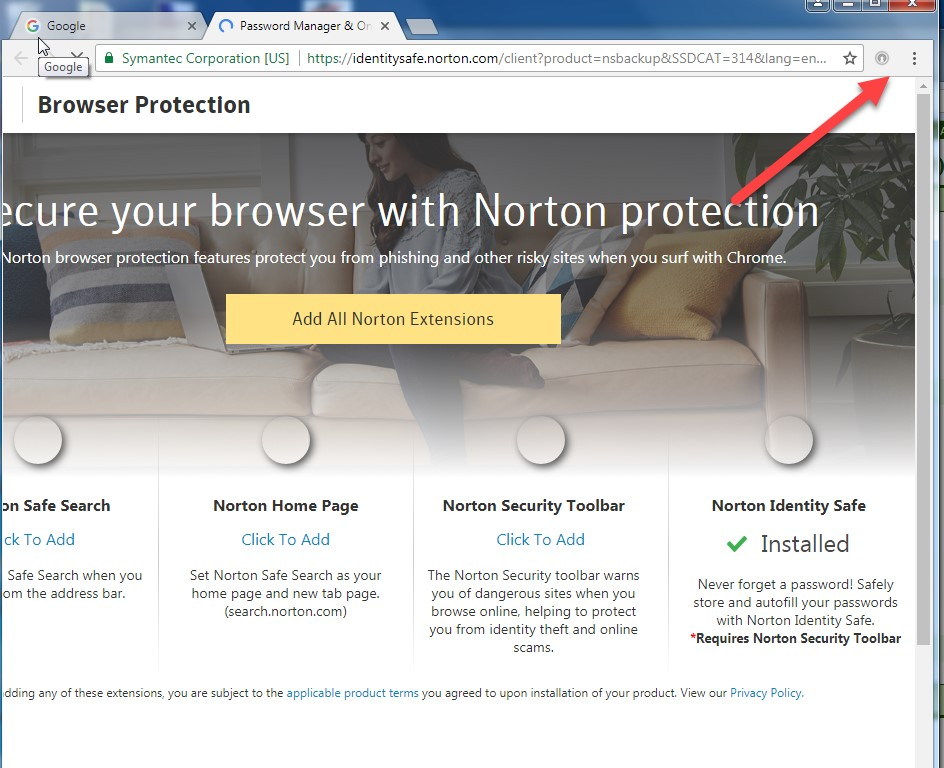 Google
Password Manager & On
Symantec Corporation [US]
https://identitysafe.norton.com/client?product=nsbackup&SSDCAT=314&lang=en...
Google
Browser Protection
ecure your browser with Norton protection
Norton browser protection features protect you from phishing and other risky sites when you surf with Chrome.
Add All Norton Extensions
on Safe Search
ck To Add
Safe Search when you
om the address bar.
Norton Home Page
Click To Add
Set Norton Safe Search as your
home page and new tab page.
(search.norton.com)
Norton Security Toolbar
Click To Add
The Norton Security toolbar warns
you of dangerous sites when you
browse online, helping to protect
you from identity theft and online
scams.
Norton Identity Safe
Installed
Never forget a password! Safely
store and autofill your passwords
with Norton Identity Safe.
*Requires Norton Security Toolbar
dding any of these extensions, you are subject to the applicable product terms you agreed to upon installation of your product. View our Privacy Policy.